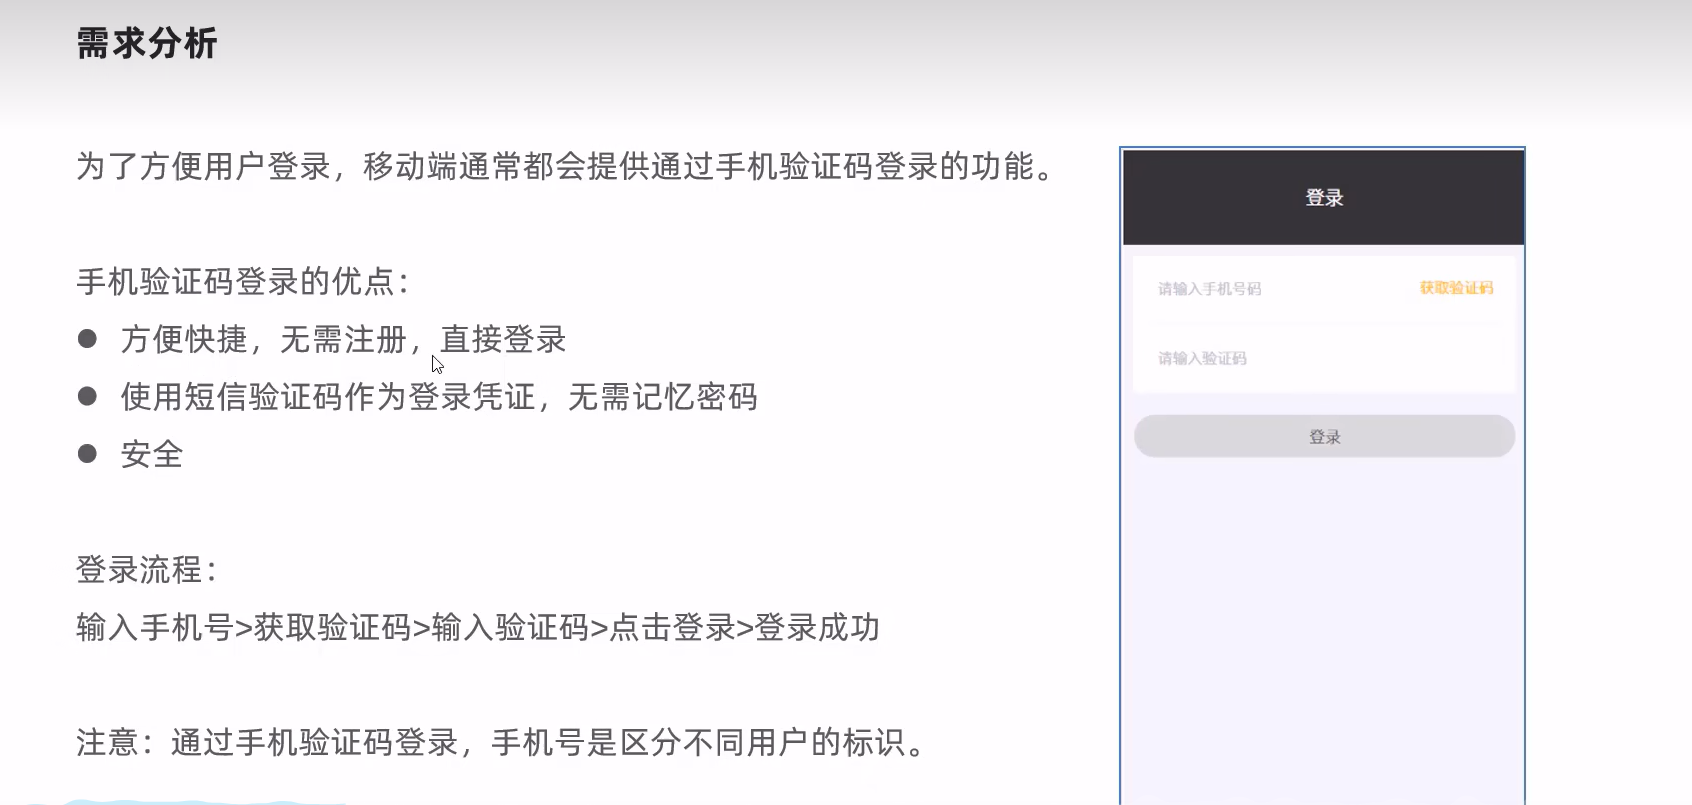 需求分析
为了方便用户登录，移动端通常都会提供通过手机验证码登录的功能。
手机验证码登录的优点：
● 方便快捷，无需注册，直接登录
● 使用短信验证码作为登录凭证，无需记忆密码
● 安全
登录流程：
输入手机号>获取验证码>输入验证码>点击登录>登录成功
注意：通过手机验证码登录，手机号是区分不同用户的标识。
登录
请输入手机号码 获取验证码
请输入验证码
登录